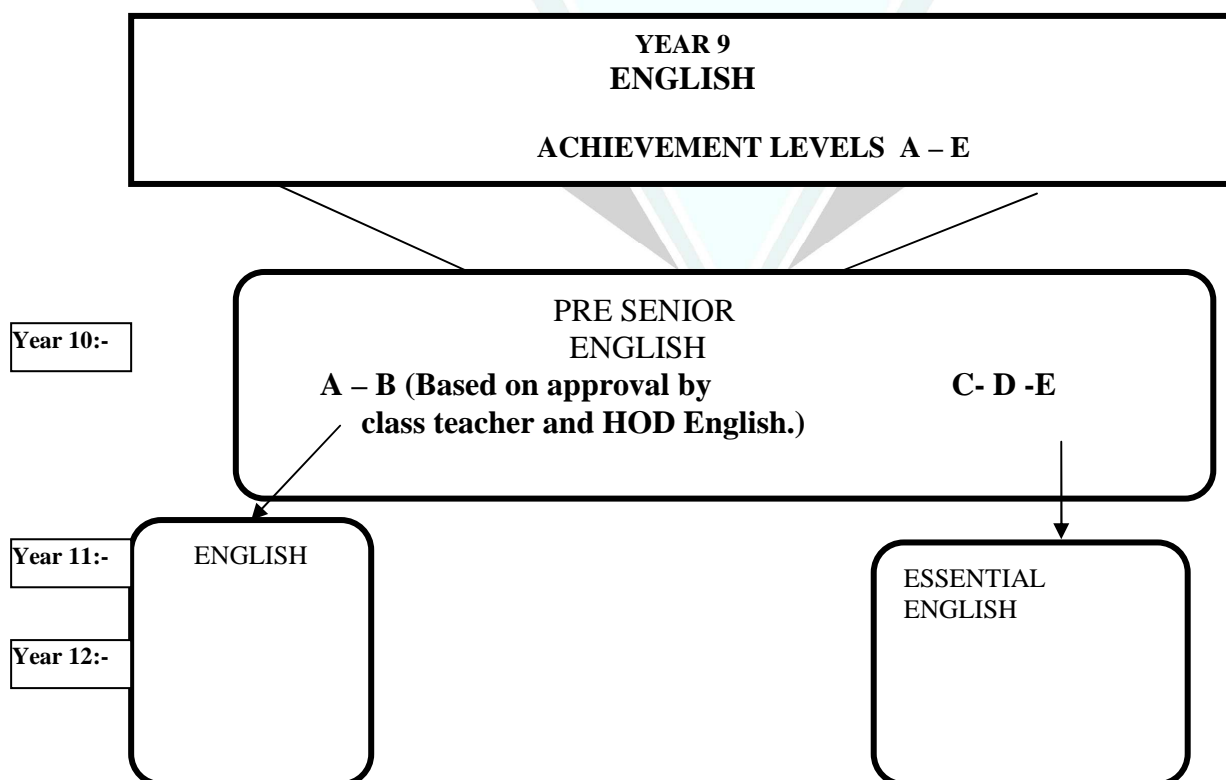 YEAR 9
ENGLISH
ACHIEVEMENT LEVELS A – E
PRE SENIOR
ENGLISH
Year 10:-
A – B (Based on approval by
class teacher and HOD English.)
C- D -E
Year 11:-
ENGLISH
ESSENTIAL
ENGLISH
Year 12:-